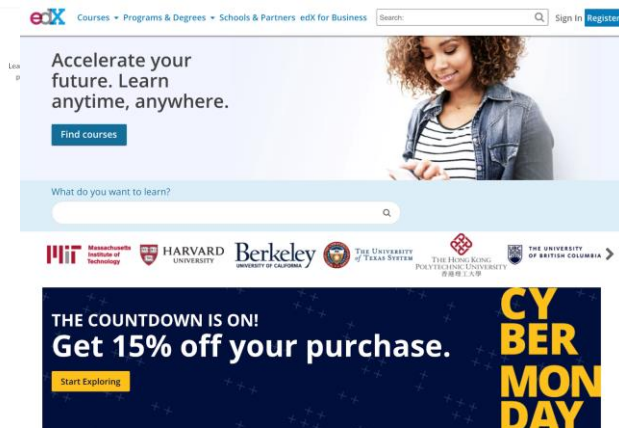 edX Courses Programs & Degrees Schools & Partners edX for Business Search: Sign In Register
Lea
p
Accelerate your
future. Learn
anytime, anywhere.
Find courses
What do you want to learn?
MIT Massachusetts Institute of Technology
HARVARD UNIVERSITY
Berkeley
UNIVERSITY OF CALIFORNIA
THE UNIVERSITY
of TEXAS SYSTEM
THE HONG KONG
POLYTECHNIC UNIVERSITY
香港理工大學
THE UNIVERSITY
OF BRITISH COLUMBIA
THE COUNTDOWN IS ON!
Get 15% off your purchase.
Start Exploring
CY
BER
MON
DAY